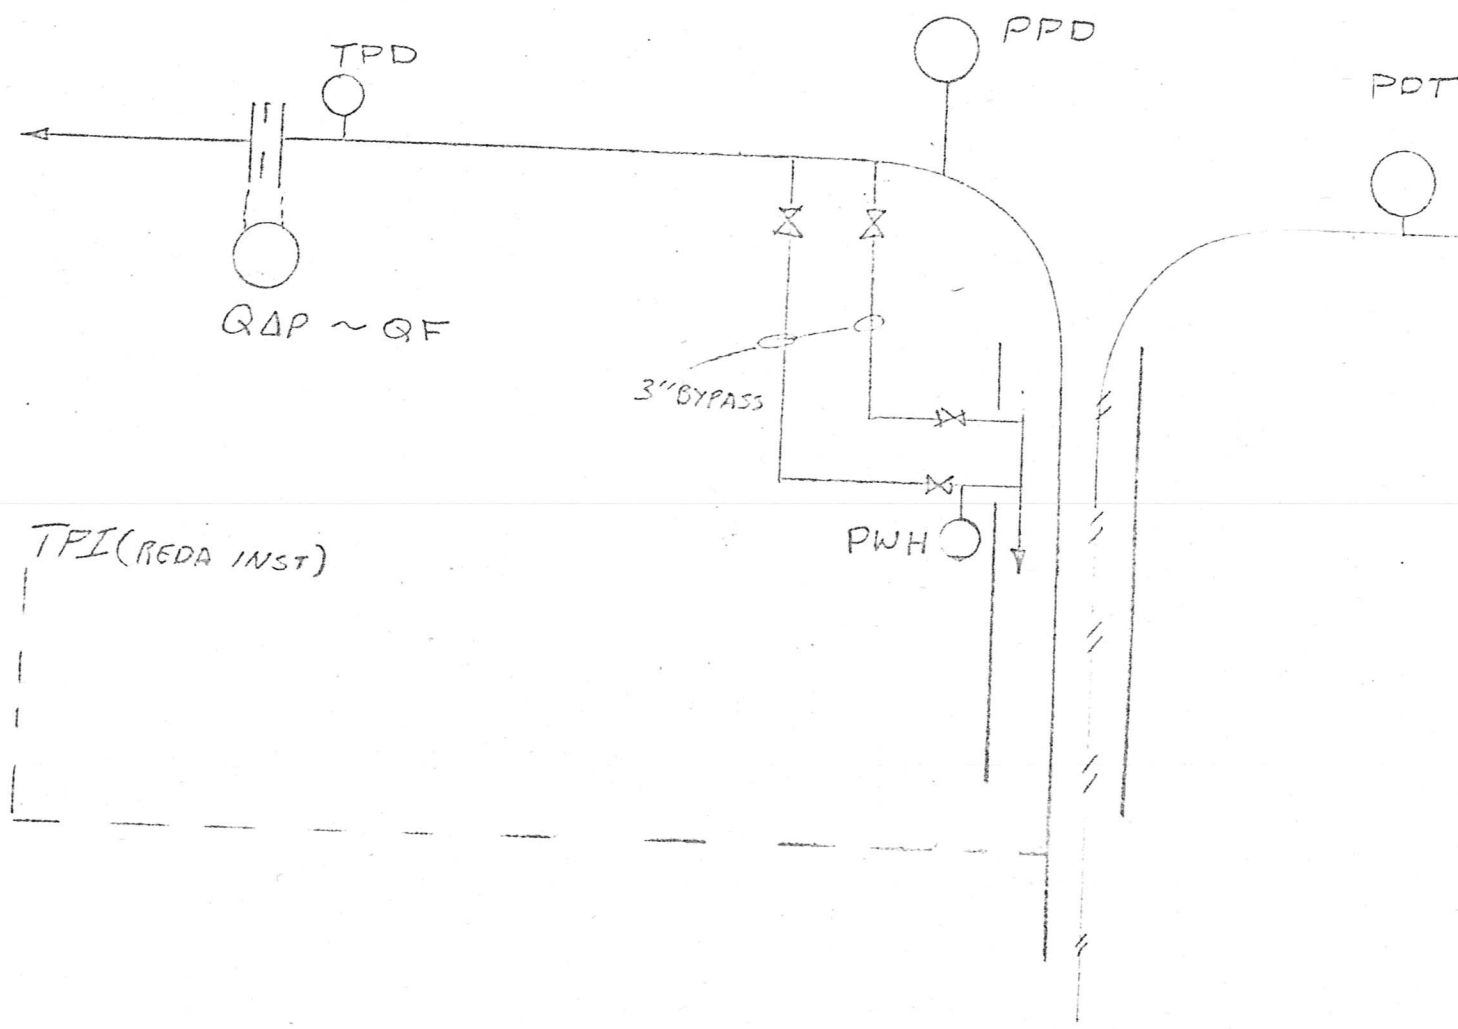 PPD
TPD
PDT
QΔP ~ QF
3" BYPASS
PWH
TPI (REDA INST)